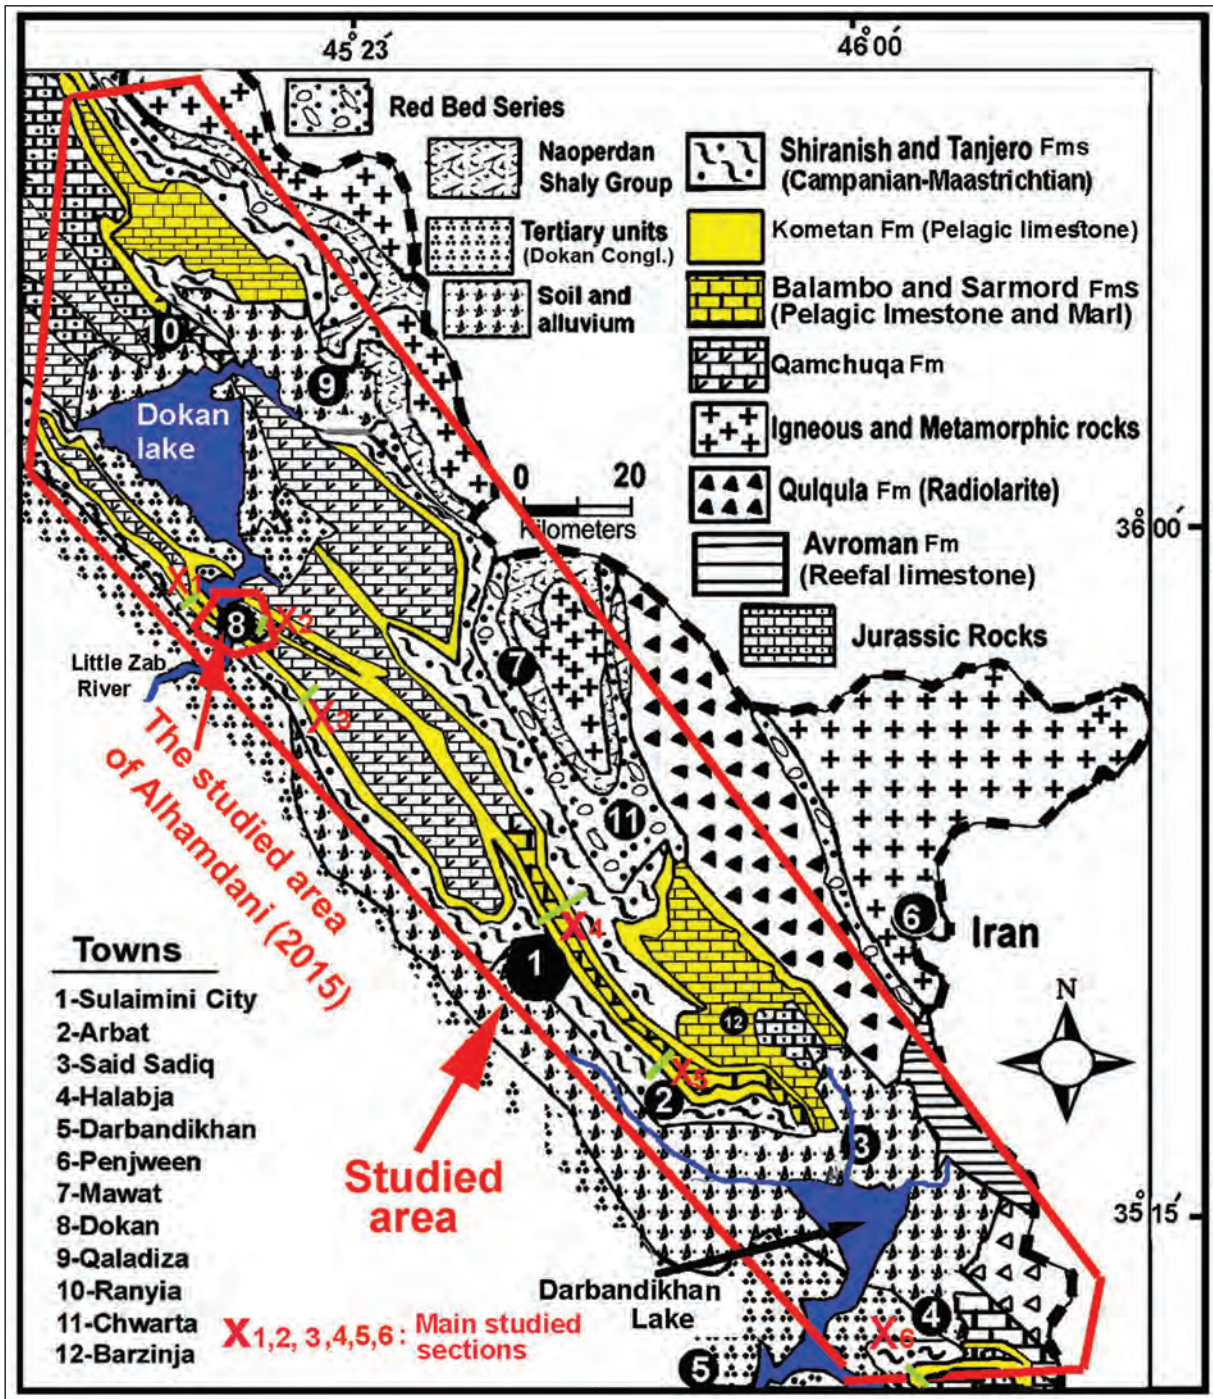 45°23′
46°00′
Red Bed Series
Naoperdan
Shaly Group
Tertiary units
(Dokan Congl.)
Soil and
alluvium
Shiranish and Tanjero Fms
(Campanian-Maastrichtian)
Kometan Fm (Pelagic limestone)
Balambo and Sarmord Fms
(Pelagic lmestone and Marl)
Qamchuqa Fm
Igneous and Metamorphic rocks
Qulqula Fm (Radiolarite)
Avroman Fm
(Reefal limestone)
Jurassic Rocks
0 20
Kilometers
36°00′
35°15′
10
9
Dokan
lake
X1
8
X2
X3
7
11
X4
1
12
X5
2
3
6
Iran
N
4
X6
5
Little Zab
River
The studied area
of Alhamdani (2015)
Studied
area
Darbandikhan
Lake
Towns
1-Sulaimini City
2-Arbat
3-Said Sadiq
4-Halabja
5-Darbandikhan
6-Penjween
7-Mawat
8-Dokan
9-Qaladiza
10-Ranyia
11-Chwarta
12-Barzinja
X1,2, 3,4,5,6 : Main studied
sections